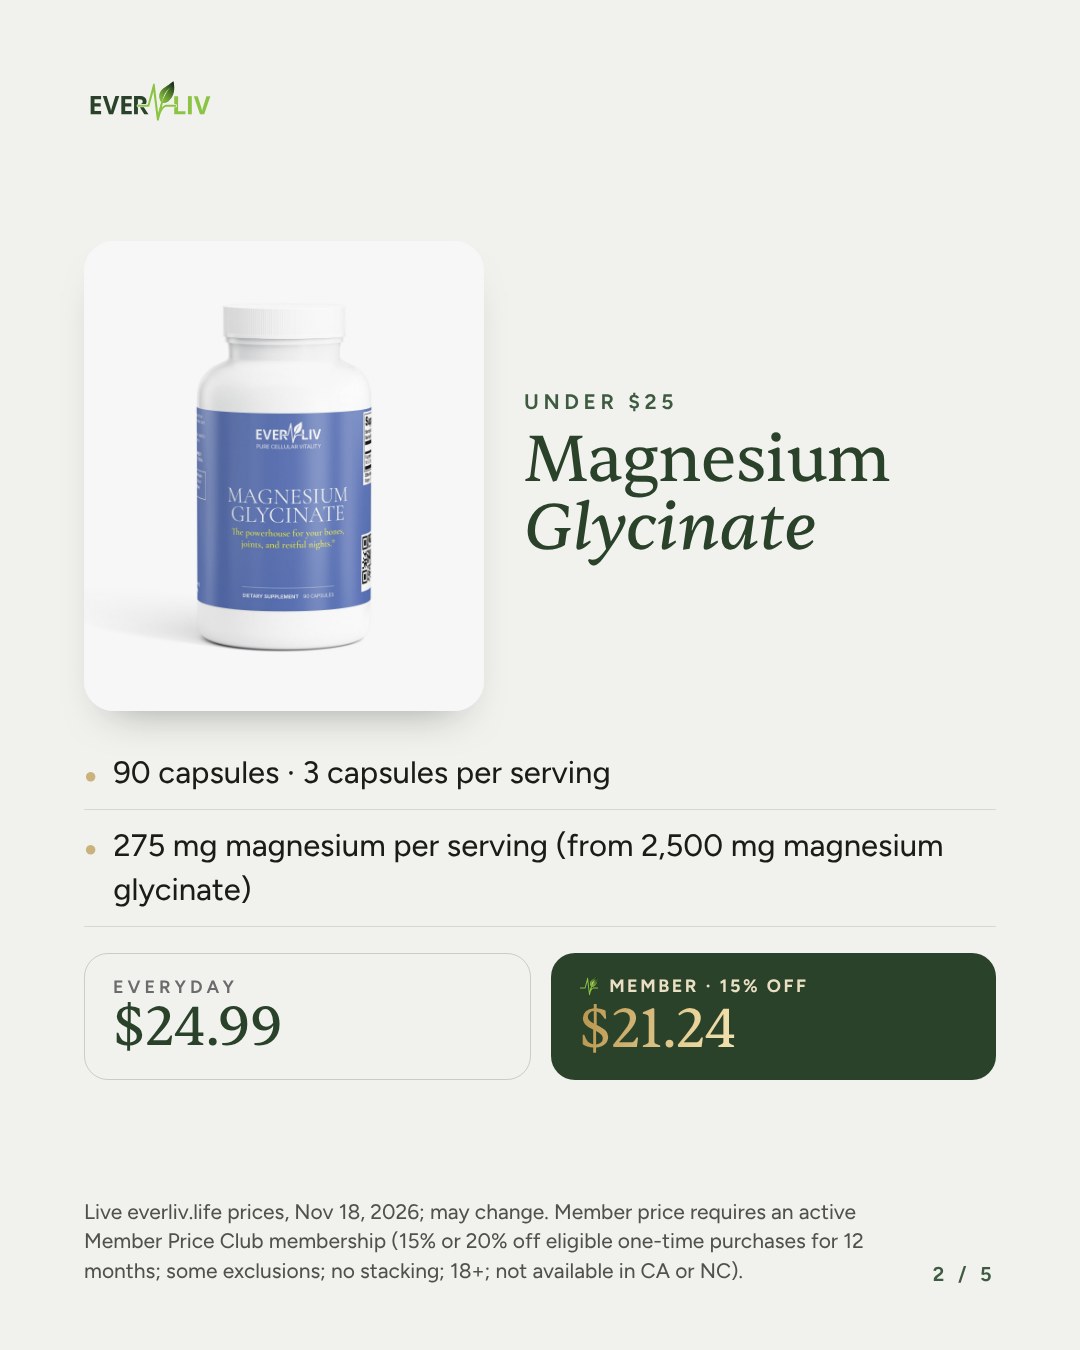 EVERLIV
EVERLIV
PURE CELLULAR VITALITY
MAGNESIUM
GLYCINATE
The powerhouse for your bones,
joints, and restful nights.*
DIETARY SUPPLEMENT 90 CAPSULES
UNDER $25
Magnesium
Glycinate
90 capsules · 3 capsules per serving
275 mg magnesium per serving (from 2,500 mg magnesium
glycinate)
EVERYDAY
$24.99
MEMBER · 15% OFF
$21.24
Live everliv.life prices, Nov 18, 2026; may change. Member price requires an active
Member Price Club membership (15% or 20% off eligible one-time purchases for 12
months; some exclusions; no stacking; 18+; not available in CA or NC).
2 / 5